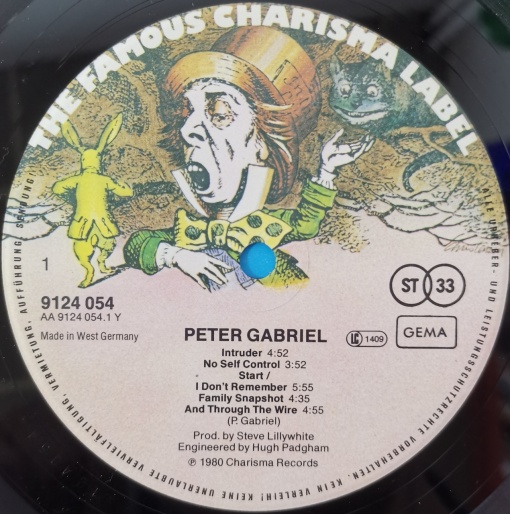 THE FAMOUS CHARISMA LABEL
1
9124 054
AA 9124 054.1 Y
Made in West Germany
ST 33
GEMA
LC 1409
PETER GABRIEL
Intruder 4:52
No Self Control 3:52
Start /
I Don't Remember 5:55
Family Snapshot 4:35
And Through The Wire 4:55
(P. Gabriel)
Prod. by Steve Lillywhite
Engineered by Hugh Padgham
℗ 1980 Charisma Records
ALLE URHEBER- UND LEISTUNGSSCHUTZRECHTE VORBEHALTEN. KEIN VERLEIH! KEINE UNERLAUBTE VERVIELFÄLTIGUNG, VERMIETUNG, AUFFÜHRUNG, SENDUNG!